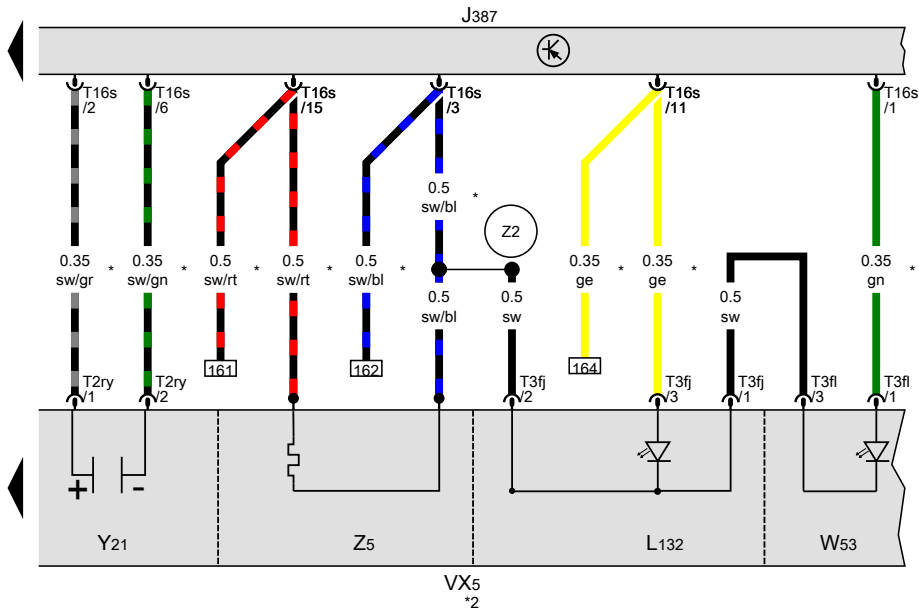 J387
T16s T16s T16s T16s T16s T16s
/2 /6 /15 /3 /11 /1
0.5
sw/bl *
Z2
0.35 0.35 0.5 0.5 0.5 0.35 0.35 0.35
sw/gr * sw/gn * sw/rt * sw/rt * sw/bl * ge * ge * gn *
0.5 0.5 0.5
sw/bl sw sw
161 162 164
T2ry T2ry T3fj T3fj T3fj T3fl T3fl
/1 /2 /2 /3 /1 /3 /1
+ -
Y21 Z5 L132 W53
VX5
*2